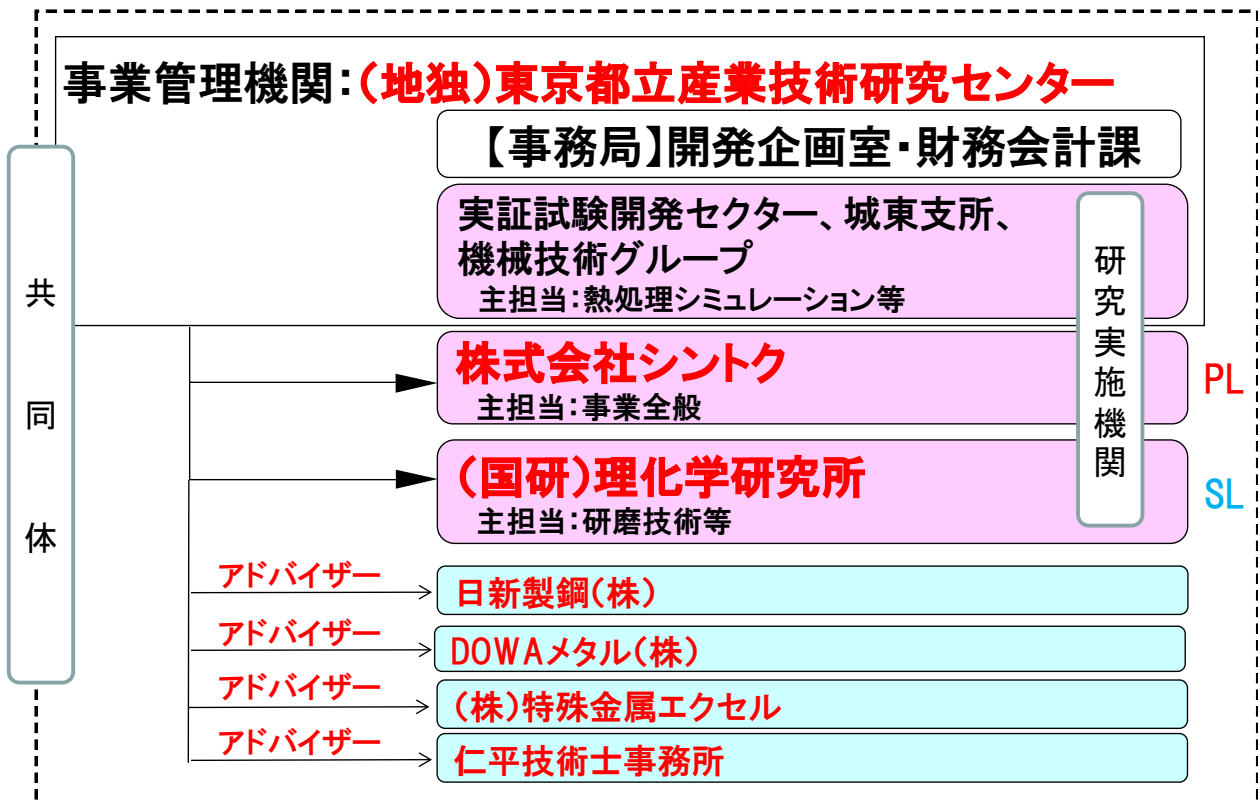 事業管理機関:(地独)東京都立産業技術研究センター
【事務局】開発企画室・財務会計課
実証試験開発セクター、城東支所、
機械技術グループ
主担当:熱処理シミュレーション等
株式会社シントク
主担当:事業全般
PL
(国研)理化学研究所
主担当:研磨技術等
SL
研究実施機関
共同体
アドバイザー
日新製鋼(株)
アドバイザー
DOWAメタル(株)
アドバイザー
(株)特殊金属エクセル
アドバイザー
仁平技術士事務所